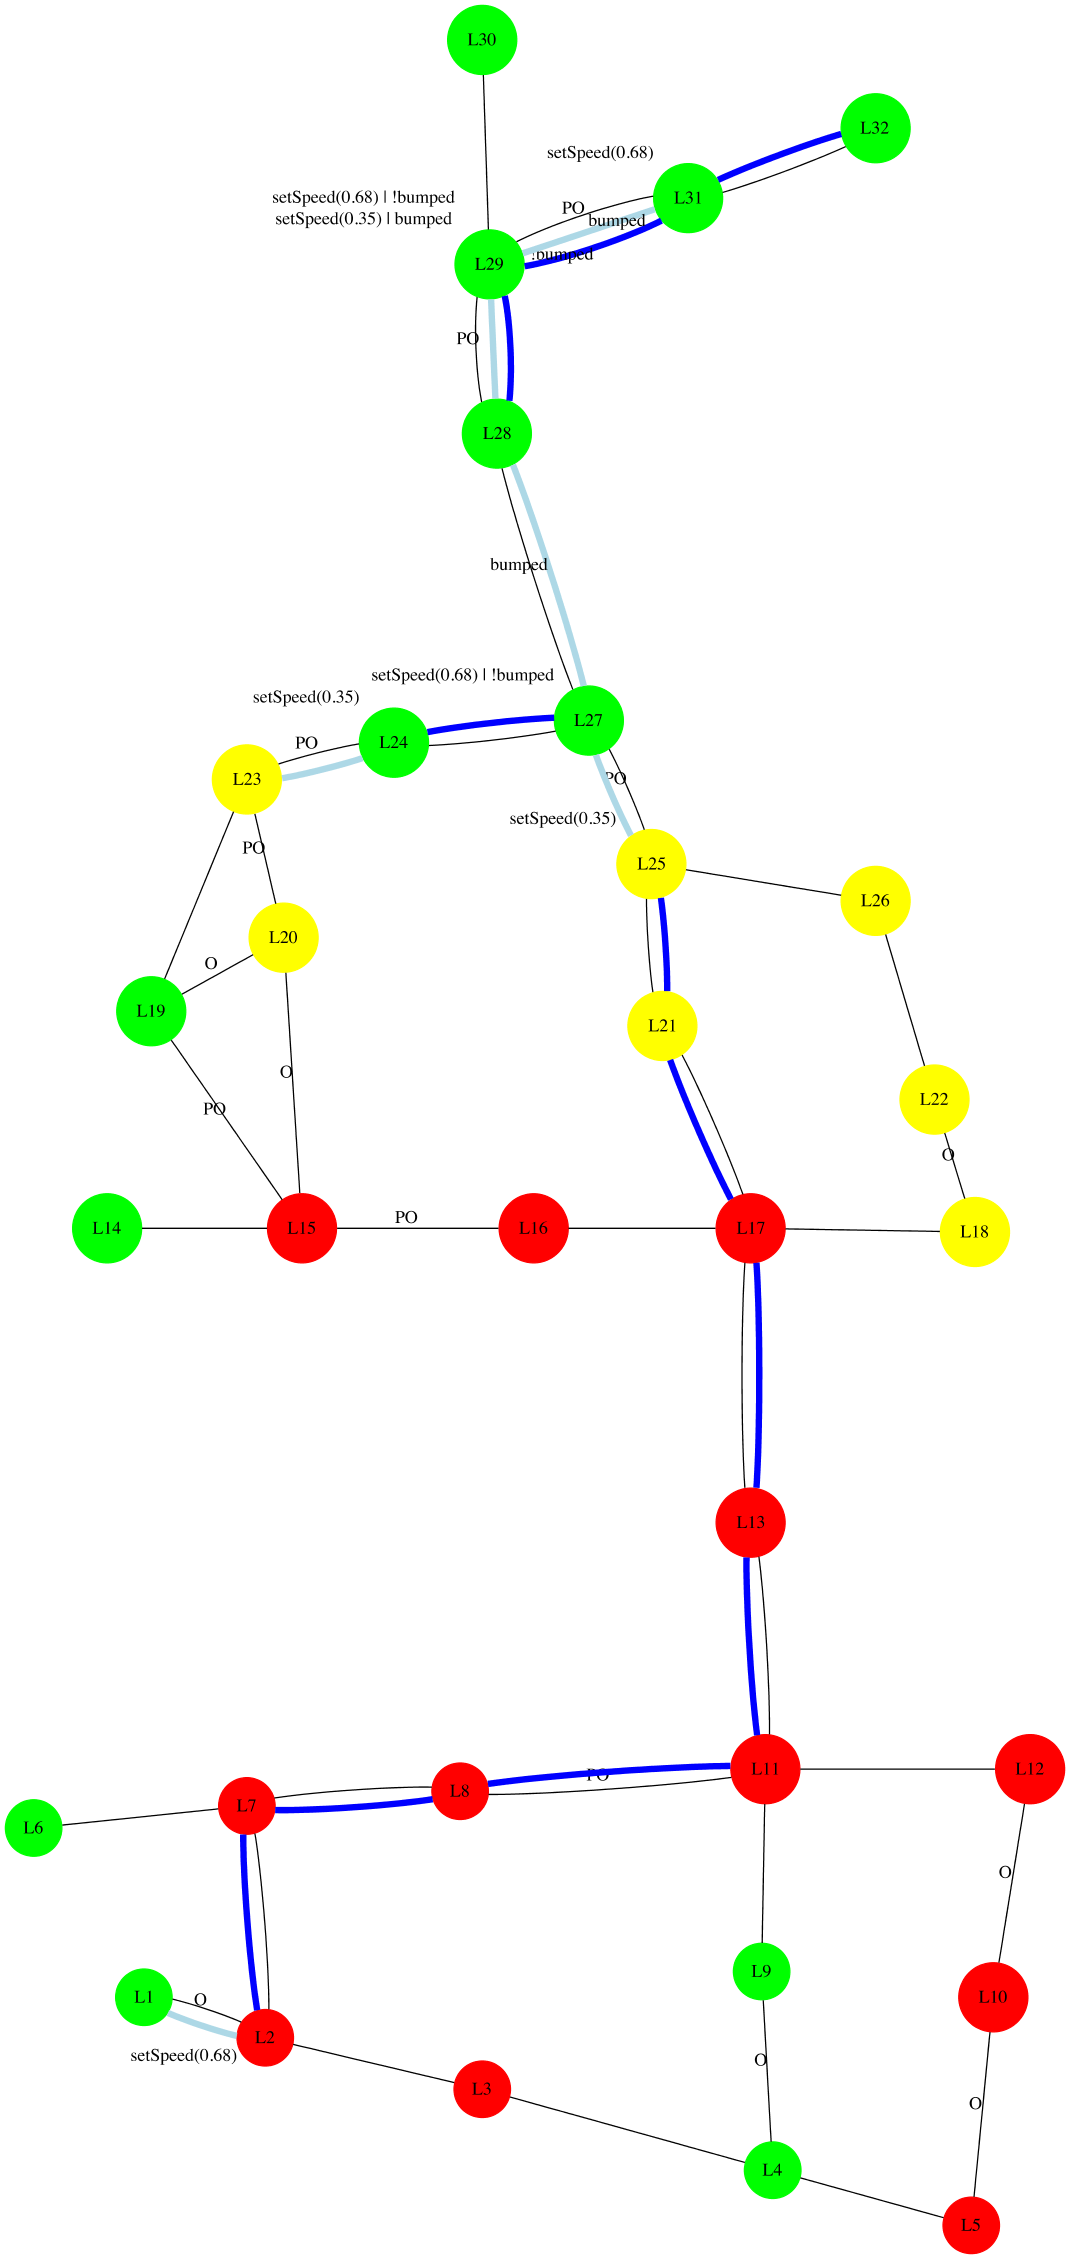 L30
L32
setSpeed(0.68)
setSpeed(0.68) | !bumped
setSpeed(0.35) | bumped
PO
L31
bumped
!bumped
L29
PO
L28
bumped
setSpeed(0.68) | !bumped
setSpeed(0.35)
L27
PO
L24
L23
PO
setSpeed(0.35)
PO
L25
L26
L20
O
L19
L21
O
PO
L22
O
L14
L15
PO
L16
L17
L18
L13
L11
L12
PO
L8
L7
L6
O
L9
L10
L1
O
L2
setSpeed(0.68)
O
L3
O
L4
L5